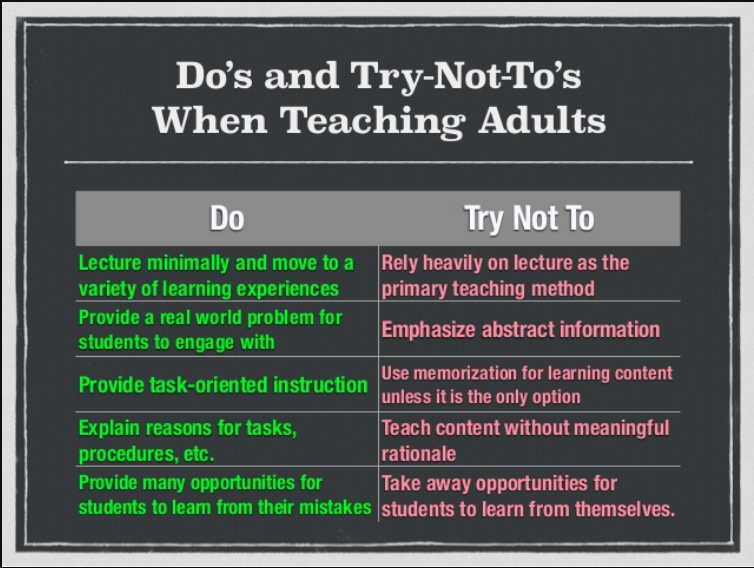 Do's and Try-Not-To's
When Teaching Adults
Do
Try Not To
Lecture minimally and move to a
variety of learning experiences
Rely heavily on lecture as the
primary teaching method
Provide a real world problem for
students to engage with
Emphasize abstract information
Provide task-oriented instruction
Use memorization for learning content
unless it is the only option
Explain reasons for tasks,
procedures, etc.
Teach content without meaningful
rationale
Provide many opportunities for
students to learn from their mistakes
Take away opportunities for
students to learn from themselves.